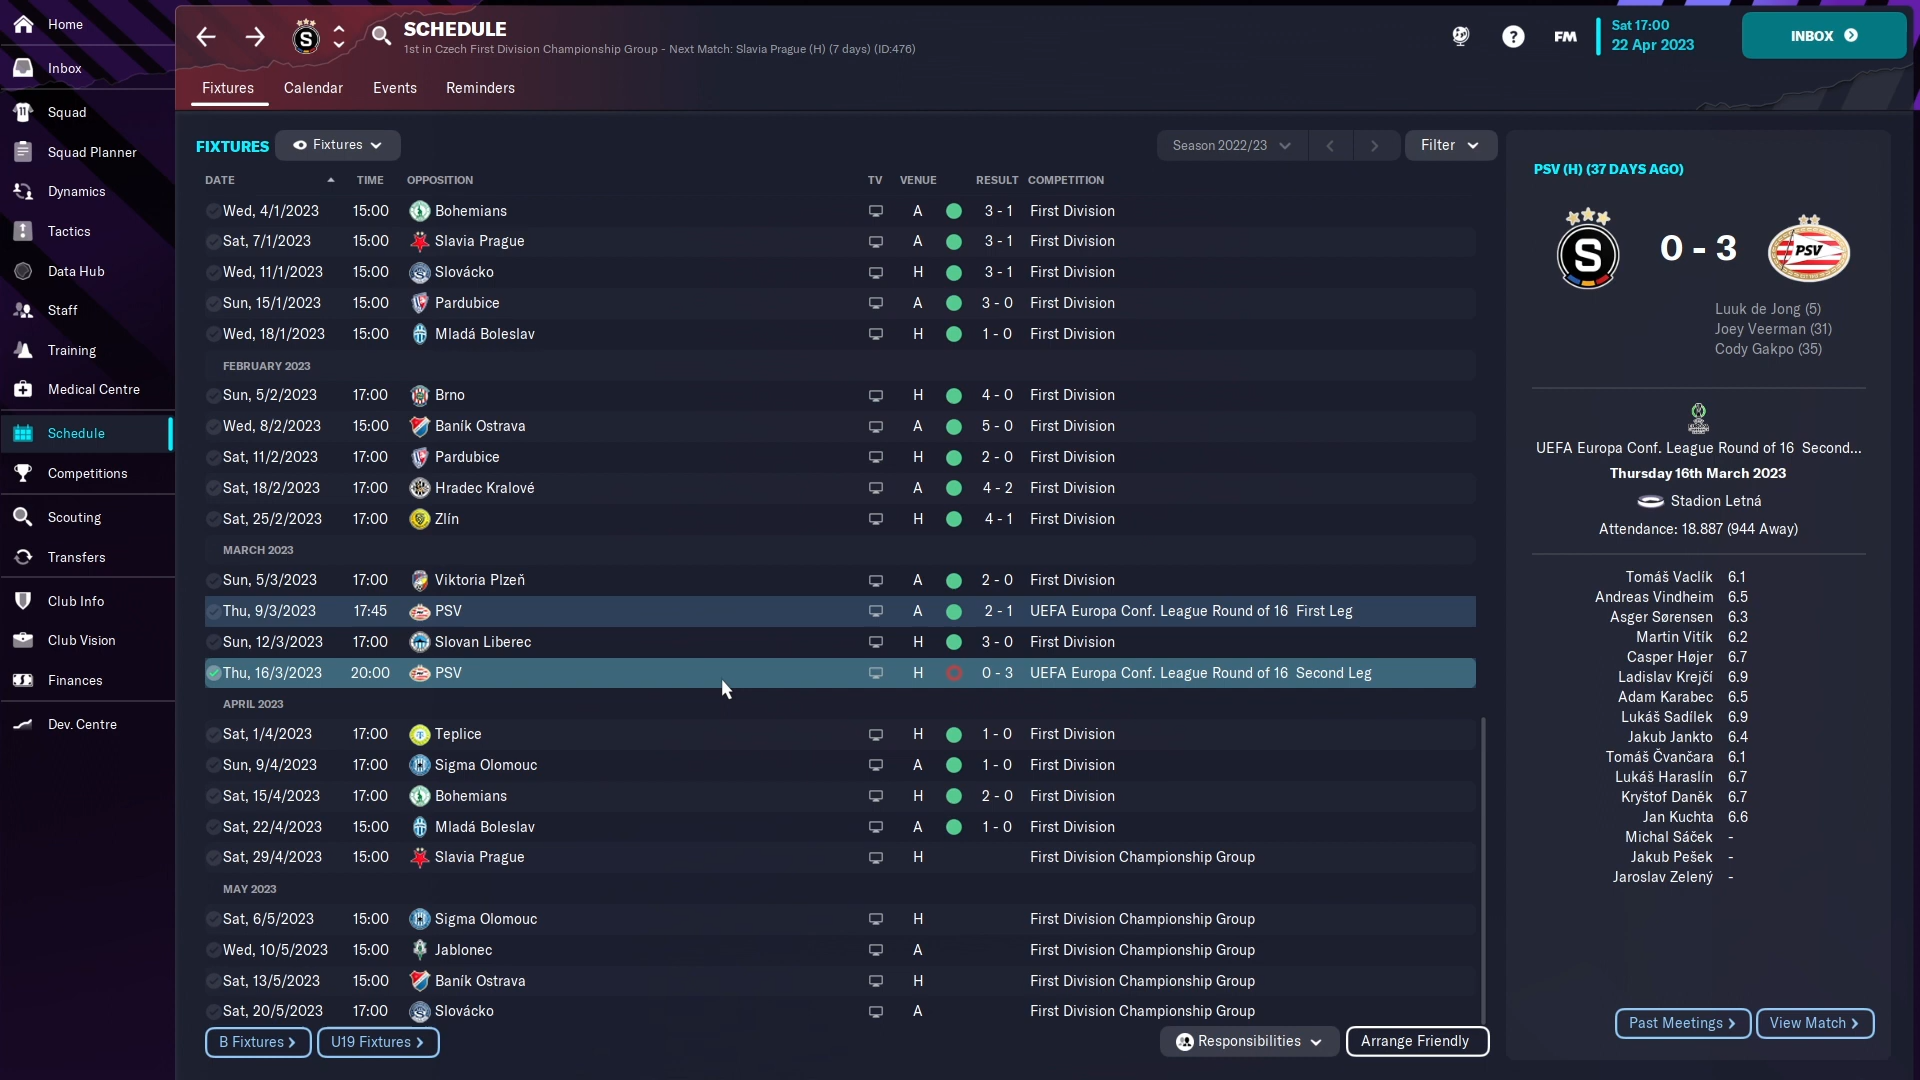 Home
Inbox
Squad
Squad Planner
Dynamics
Tactics
Data Hub
Staff
Training
Medical Centre
Schedule
Competitions
Scouting
Transfers
Club Info
Club Vision
Finances
Dev. Centre
SCHEDULE
1st in Czech First Division Championship Group - Next Match: Slavia Prague (H) (7 days) (ID:476)
FM
Sat 17:00
22 Apr 2023
INBOX
Fixtures Calendar Events Reminders
FIXTURES Fixtures Season 2022/23 Filter
DATE TIME OPPOSITION TV VENUE RESULT COMPETITION
Wed, 4/1/2023 15:00 Bohemians A 3 - 1 First Division
Sat, 7/1/2023 15:00 Slavia Prague A 3 - 1 First Division
Wed, 11/1/2023 15:00 Slovácko H 3 - 1 First Division
Sun, 15/1/2023 15:00 Pardubice A 3 - 0 First Division
Wed, 18/1/2023 15:00 Mladá Boleslav H 1 - 0 First Division
FEBRUARY 2023
Sun, 5/2/2023 17:00 Brno H 4 - 0 First Division
Wed, 8/2/2023 15:00 Baník Ostrava A 5 - 0 First Division
Sat, 11/2/2023 17:00 Pardubice H 2 - 0 First Division
Sat, 18/2/2023 17:00 Hradec Kralové A 4 - 2 First Division
Sat, 25/2/2023 17:00 Zlín H 4 - 1 First Division
MARCH 2023
Sun, 5/3/2023 17:00 Viktoria Plzeň A 2 - 0 First Division
Thu, 9/3/2023 17:45 PSV A 2 - 1 UEFA Europa Conf. League Round of 16 First Leg
Sun, 12/3/2023 17:00 Slovan Liberec H 3 - 0 First Division
Thu, 16/3/2023 20:00 PSV H 0 - 3 UEFA Europa Conf. League Round of 16 Second Leg
APRIL 2023
Sat, 1/4/2023 17:00 Teplice H 1 - 0 First Division
Sun, 9/4/2023 17:00 Sigma Olomouc A 1 - 0 First Division
Sat, 15/4/2023 17:00 Bohemians H 2 - 0 First Division
Sat, 22/4/2023 15:00 Mladá Boleslav A 1 - 0 First Division
Sat, 29/4/2023 15:00 Slavia Prague H First Division Championship Group
MAY 2023
Sat, 6/5/2023 15:00 Sigma Olomouc H First Division Championship Group
Wed, 10/5/2023 15:00 Jablonec A First Division Championship Group
Sat, 13/5/2023 15:00 Baník Ostrava H First Division Championship Group
Sat, 20/5/2023 17:00 Slovácko A First Division Championship Group
B Fixtures U19 Fixtures Responsibilities Arrange Friendly
PSV (H) (37 DAYS AGO)
S 0 - 3 PSV
Luuk de Jong (5)
Joey Veerman (31)
Cody Gakpo (35)
UEFA Europa Conf. League Round of 16 Second...
Thursday 16th March 2023
Stadion Letná
Attendance: 18.887 (944 Away)
Tomáš Vaclík 6.1
Andreas Vindheim 6.5
Asger Sørensen 6.3
Martin Vitík 6.2
Casper Højer 6.7
Ladislav Krejčí 6.9
Adam Karabec 6.5
Lukáš Sadílek 6.9
Jakub Jankto 6.4
Tomáš Čvančara 6.1
Lukáš Haraslín 6.7
Kryštof Daněk 6.7
Jan Kuchta 6.6
Michal Sáček -
Jakub Pešek -
Jaroslav Zelený -
Past Meetings View Match